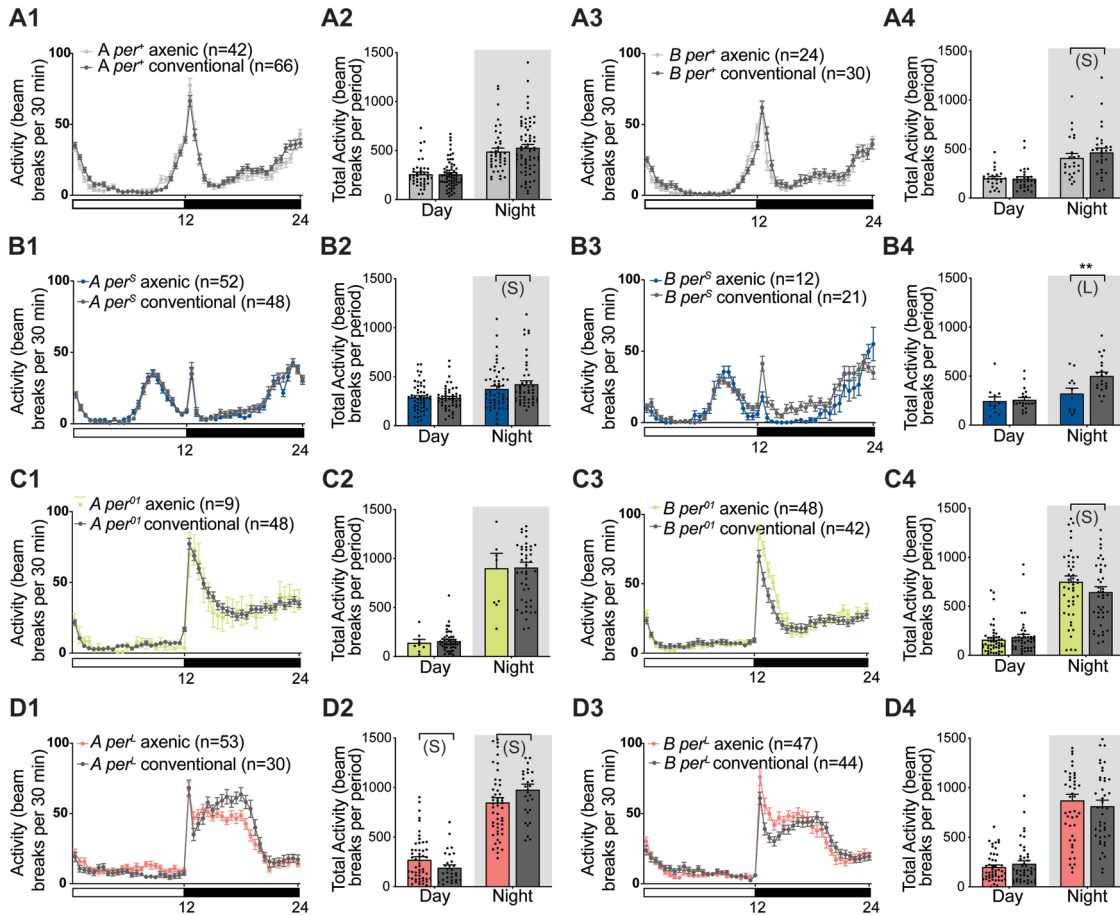 A1
A per+ axenic (n=42)
A per+ conventional (n=66)
Activity (beam
breaks per 30 min)
100
50
0
12
24
A2
Total Activity (beam
breaks per period)
1500
1000
500
0
Day
Night
A3
B per+ axenic (n=24)
B per+ conventional (n=30)
Activity (beam
breaks per 30 min)
100
50
0
12
24
A4
Total Activity (beam
breaks per period)
1500
1000
500
0
(S)
Day
Night
B1
A perS axenic (n=52)
A perS conventional (n=48)
Activity (beam
breaks per 30 min)
100
50
0
12
24
B2
Total Activity (beam
breaks per period)
1500
1000
500
0
(S)
Day
Night
B3
B perS axenic (n=12)
B perS conventional (n=21)
Activity (beam
breaks per 30 min)
100
50
0
12
24
B4
Total Activity (beam
breaks per period)
1500
1000
500
0
**
(L)
Day
Night
C1
A per01 axenic (n=9)
A per01 conventional (n=48)
Activity (beam
breaks per 30 min)
100
50
0
12
24
C2
Total Activity (beam
breaks per period)
1500
1000
500
0
Day
Night
C3
B per01 axenic (n=48)
B per01 conventional (n=42)
Activity (beam
breaks per 30 min)
100
50
0
12
24
C4
Total Activity (beam
breaks per period)
1500
1000
500
0
(S)
Day
Night
D1
A perL axenic (n=53)
A perL conventional (n=30)
Activity (beam
breaks per 30 min)
100
50
0
12
24
D2
Total Activity (beam
breaks per period)
1500
1000
500
0
(S)
(S)
Day
Night
D3
B perL axenic (n=47)
B perL conventional (n=44)
Activity (beam
breaks per 30 min)
100
50
0
12
24
D4
Total Activity (beam
breaks per period)
1500
1000
500
0
Day
Night